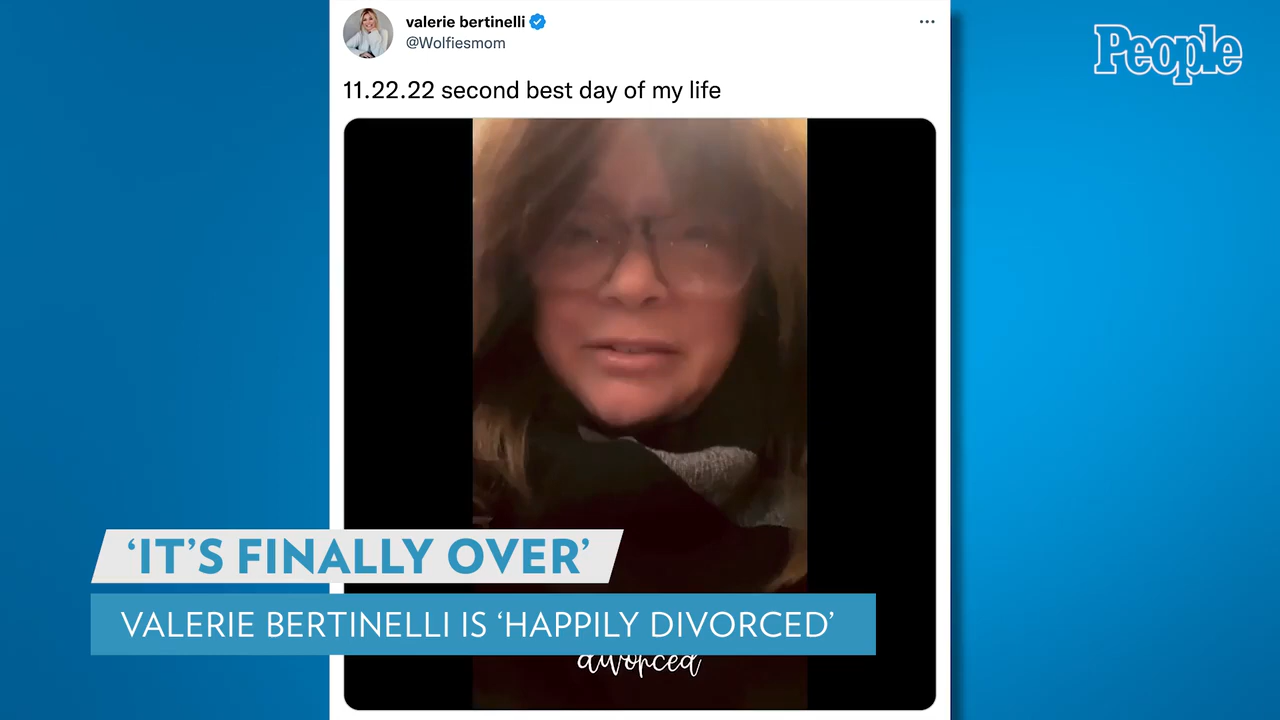 valerie bertinelli
@Wolfiesmom
People
11.22.22 second best day of my life
‘IT’S FINALLY OVER’
VALERIE BERTINELLI IS ‘HAPPILY DIVORCED’
divorced